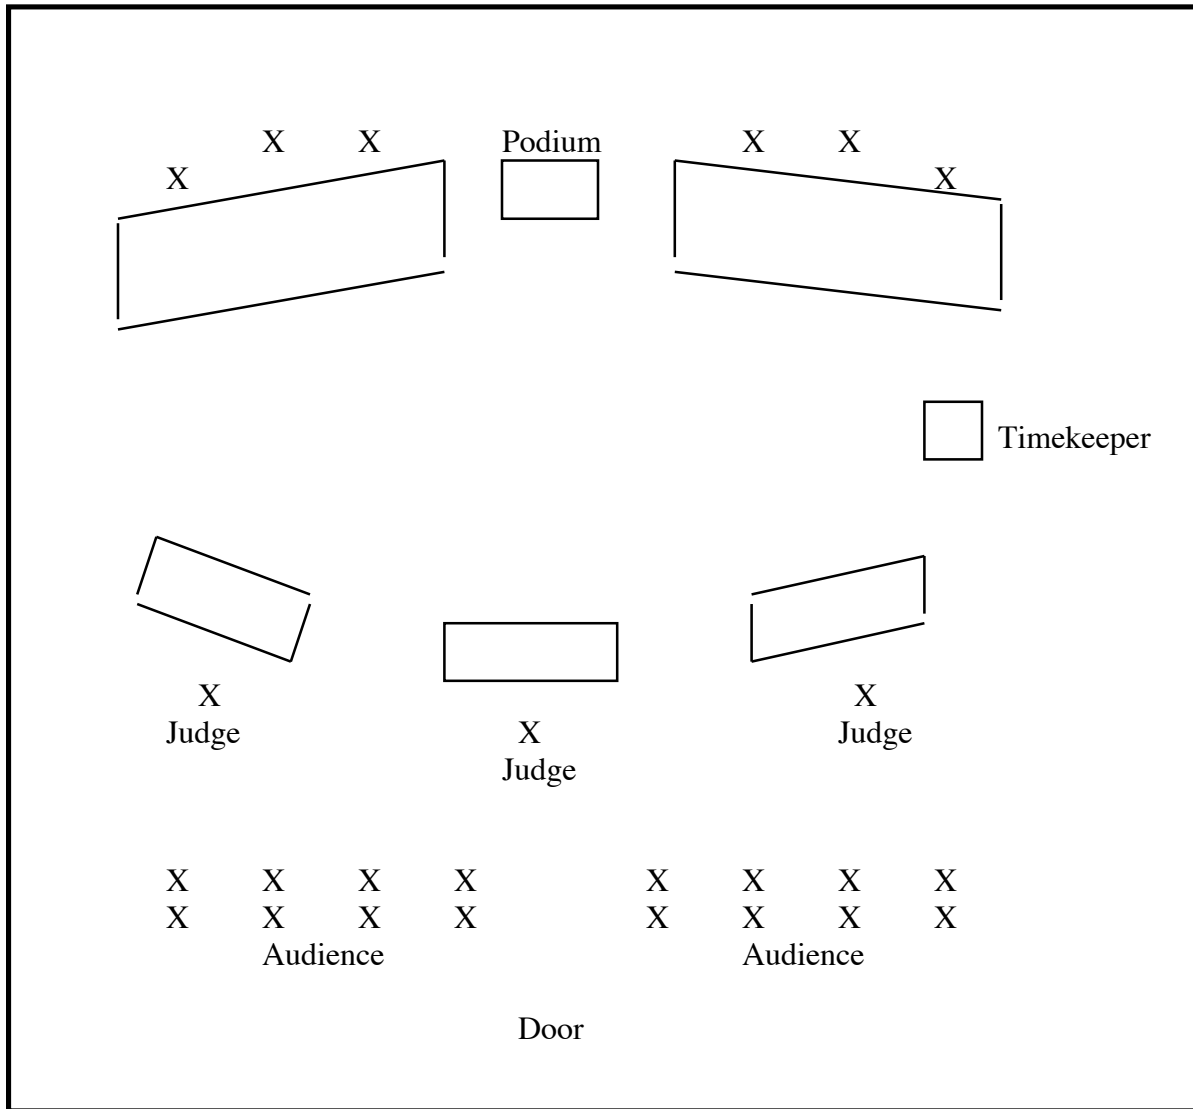 X X Podium X X
X X
Timekeeper
X X
Judge X Judge
Judge
X X X X X X X X
X X X X X X X X
Audience Audience
Door